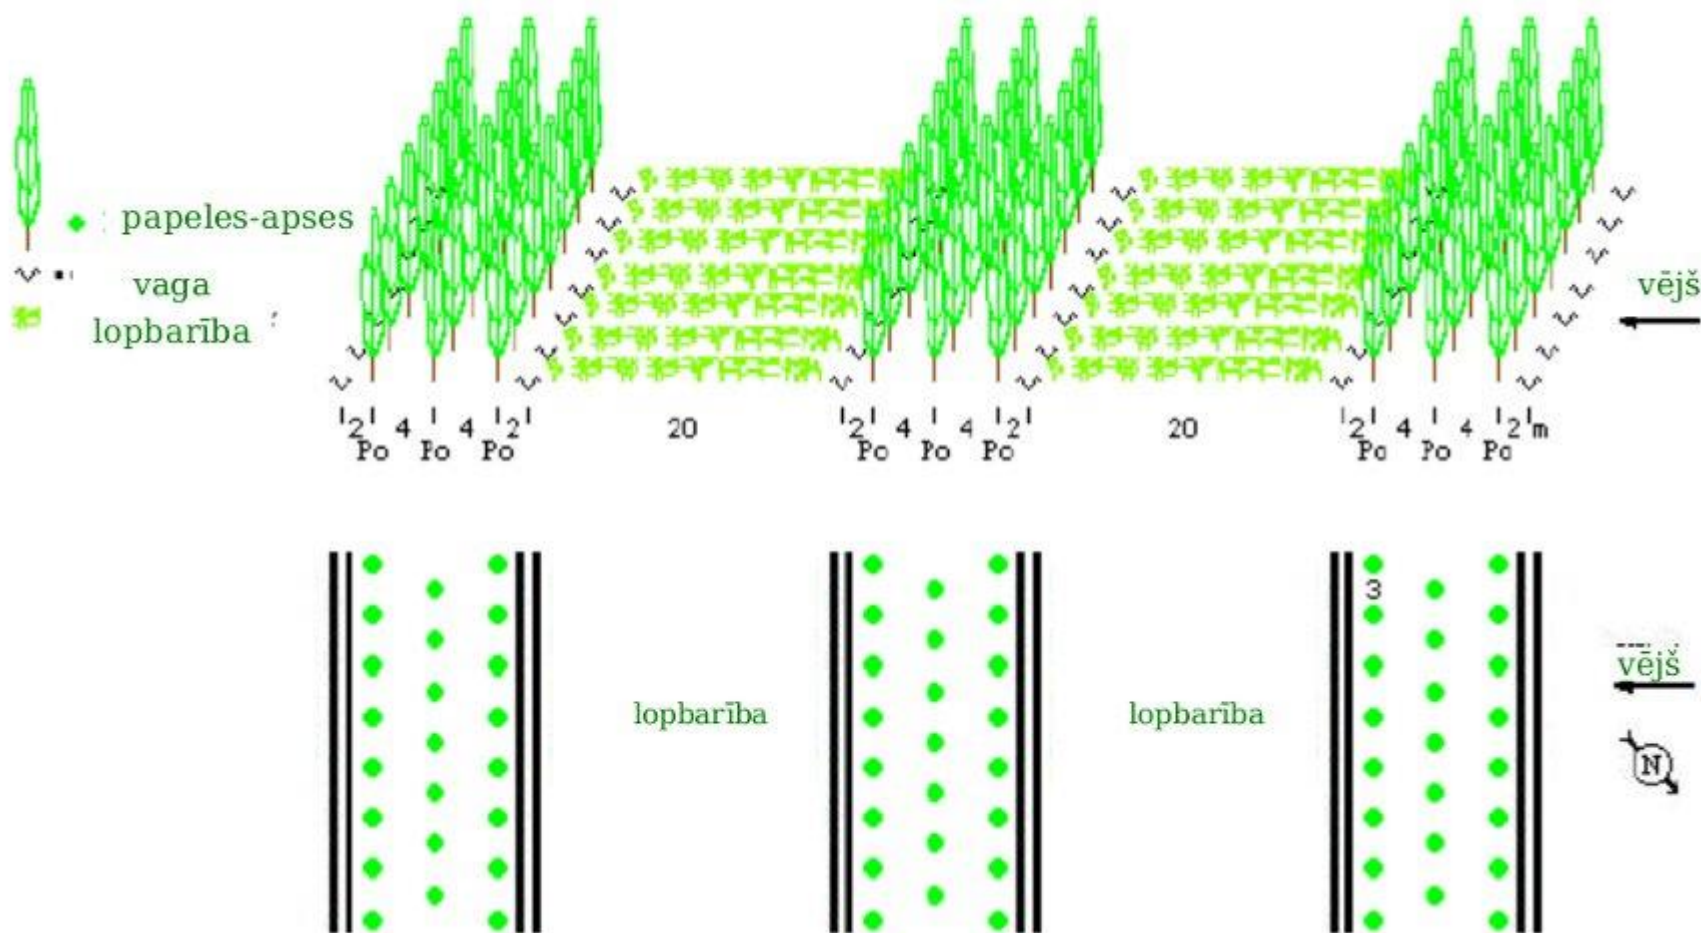 papeles-apses
vaga
lopbarība
vējš
2 4 4 2 20 2 4 4 2 20 2 4 4 2 m
Po Po Po Po Po Po Po Po Po
3
vējš
lopbarība lopbarība
N